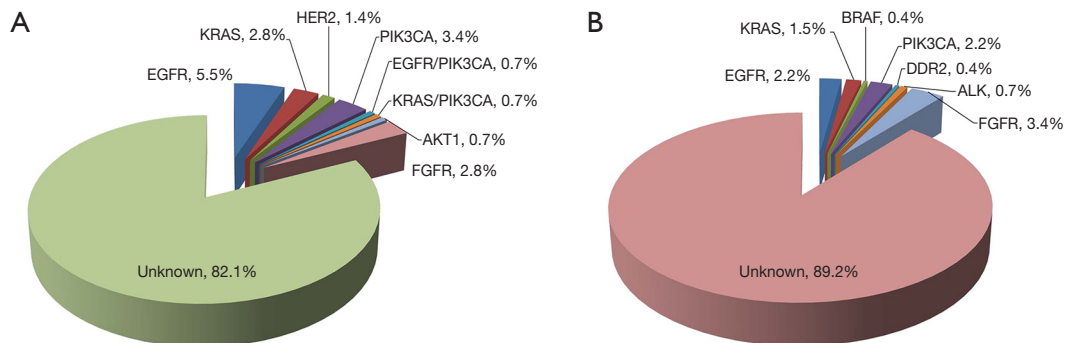 A
HER2, 1.4%
KRAS, 2.8%
PIK3CA, 3.4%
EGFR, 5.5%
EGFR/PIK3CA, 0.7%
KRAS/PIK3CA, 0.7%
AKT1, 0.7%
FGFR, 2.8%
Unknown, 82.1%
B
BRAF, 0.4%
KRAS, 1.5%
PIK3CA, 2.2%
EGFR, 2.2%
DDR2, 0.4%
ALK, 0.7%
FGFR, 3.4%
Unknown, 89.2%